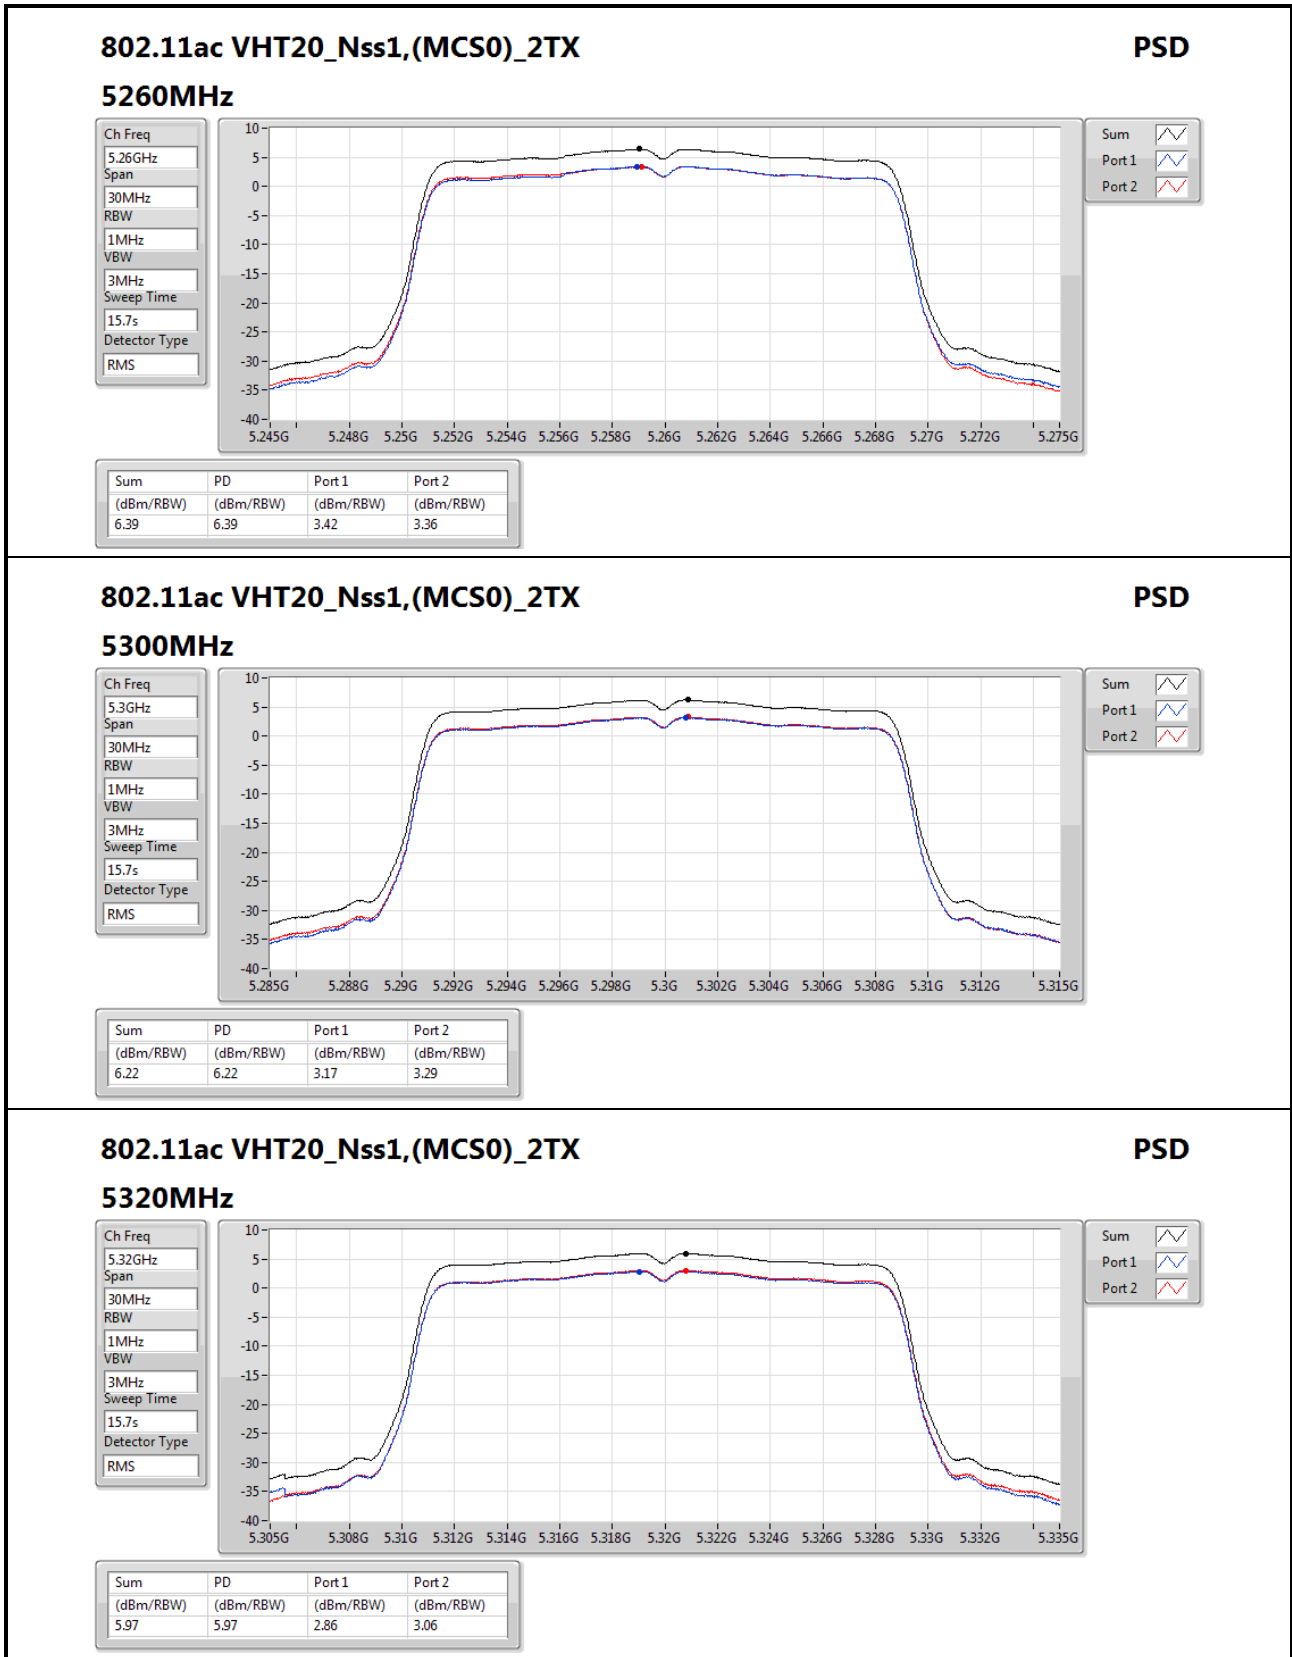 802.11ac VHT20_Nss1,(MCS0)_2TX PSD
5260MHz
Ch Freq
5.26GHz
Span
30MHz
RBW
1MHz
VBW
3MHz
Sweep Time
15.7s
Detector Type
RMS
10
5
0
-5
-10
-15
-20
-25
-30
-35
-40
5.245G 5.248G 5.25G 5.252G 5.254G 5.256G 5.258G 5.26G 5.262G 5.264G 5.266G 5.268G 5.27G 5.272G 5.275G
Sum
Port 1
Port 2
Sum PD Port 1 Port 2
(dBm/RBW) (dBm/RBW) (dBm/RBW) (dBm/RBW)
6.39 6.39 3.42 3.36
802.11ac VHT20_Nss1,(MCS0)_2TX PSD
5300MHz
Ch Freq
5.3GHz
Span
30MHz
RBW
1MHz
VBW
3MHz
Sweep Time
15.7s
Detector Type
RMS
10
5
0
-5
-10
-15
-20
-25
-30
-35
-40
5.285G 5.288G 5.29G 5.292G 5.294G 5.296G 5.298G 5.3G 5.302G 5.304G 5.306G 5.308G 5.31G 5.312G 5.315G
Sum
Port 1
Port 2
Sum PD Port 1 Port 2
(dBm/RBW) (dBm/RBW) (dBm/RBW) (dBm/RBW)
6.22 6.22 3.17 3.29
802.11ac VHT20_Nss1,(MCS0)_2TX PSD
5320MHz
Ch Freq
5.32GHz
Span
30MHz
RBW
1MHz
VBW
3MHz
Sweep Time
15.7s
Detector Type
RMS
10
5
0
-5
-10
-15
-20
-25
-30
-35
-40
5.305G 5.308G 5.31G 5.312G 5.314G 5.316G 5.318G 5.32G 5.322G 5.324G 5.326G 5.328G 5.33G 5.332G 5.335G
Sum
Port 1
Port 2
Sum PD Port 1 Port 2
(dBm/RBW) (dBm/RBW) (dBm/RBW) (dBm/RBW)
5.97 5.97 2.86 3.06